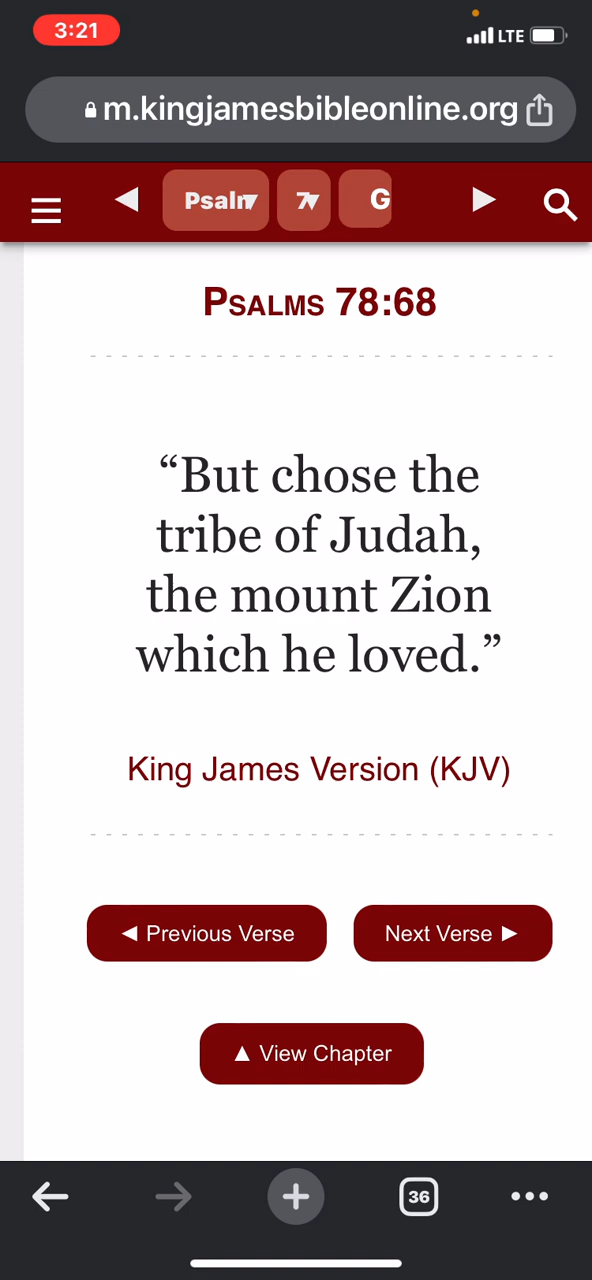 3:21
LTE
m.kingjamesbibleonline.org
Psalm
G
PSALMS 78:68
“But chose the
tribe of Judah,
the mount Zion
which he loved.”
King James Version (KJV)
◄ Previous Verse
Next Verse ►
▲ View Chapter
36